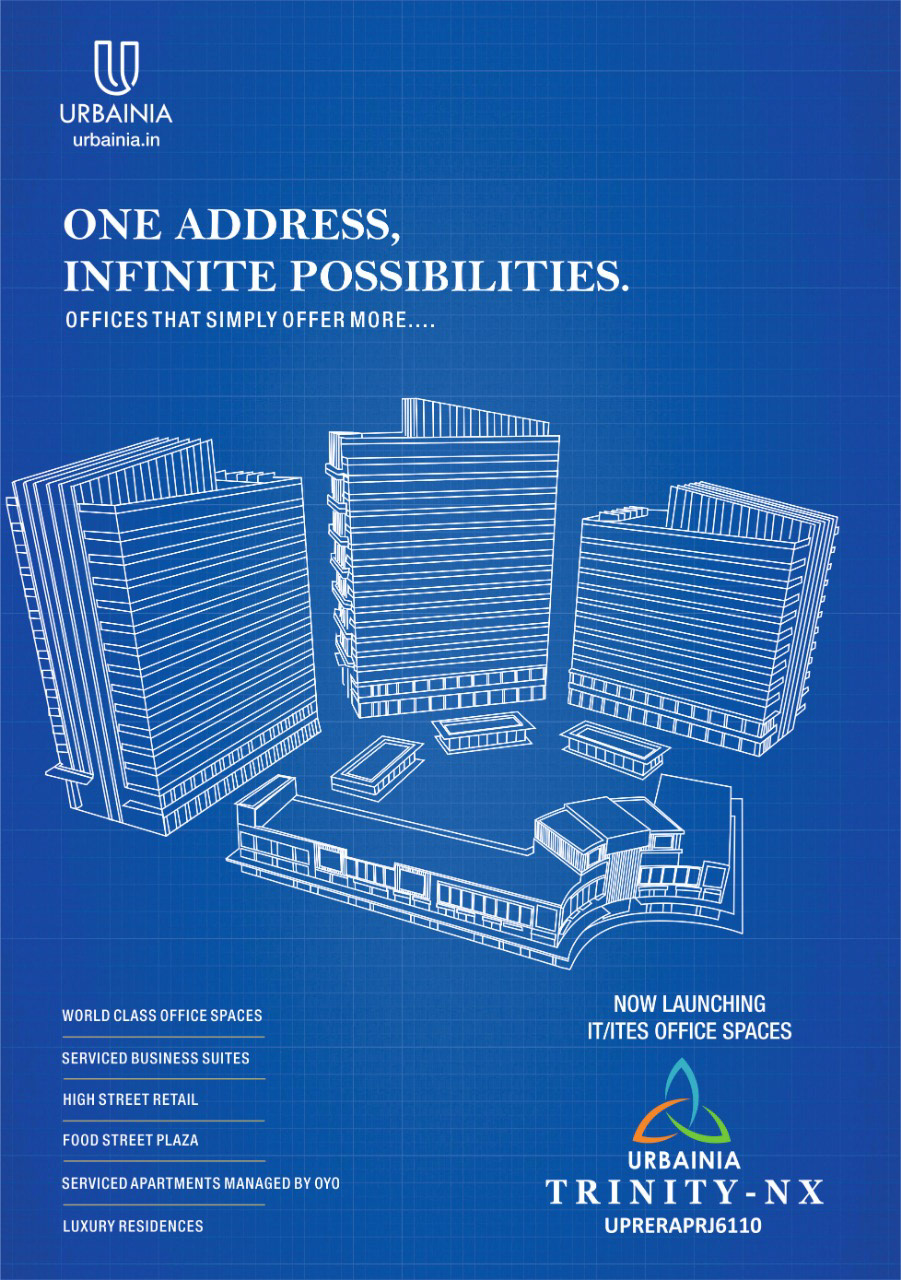 URBAINIA
urbainia.in
ONE ADDRESS,
INFINITE POSSIBILITIES.
OFFICES THAT SIMPLY OFFER MORE....
WORLD CLASS OFFICE SPACES
SERVICED BUSINESS SUITES
HIGH STREET RETAIL
FOOD STREET PLAZA
SERVICED APARTMENTS MANAGED BY OYO
LUXURY RESIDENCES
NOW LAUNCHING
IT/ITES OFFICE SPACES
URBAINIA
TRINITY-NX
UPRERAPRJ6110